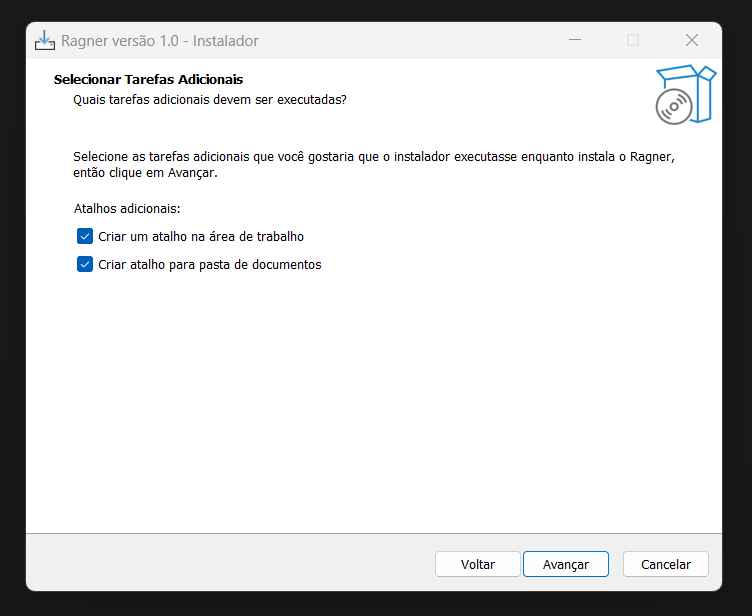 Ragner versão 1.0 - Instalador
Selecionar Tarefas Adicionais
Quais tarefas adicionais devem ser executadas?
Selecione as tarefas adicionais que você gostaria que o instalador executasse enquanto instala o Ragner,
então clique em Avançar.
Atalhos adicionais:
Criar um atalho na área de trabalho
Criar atalho para pasta de documentos
Voltar
Avançar
Cancelar